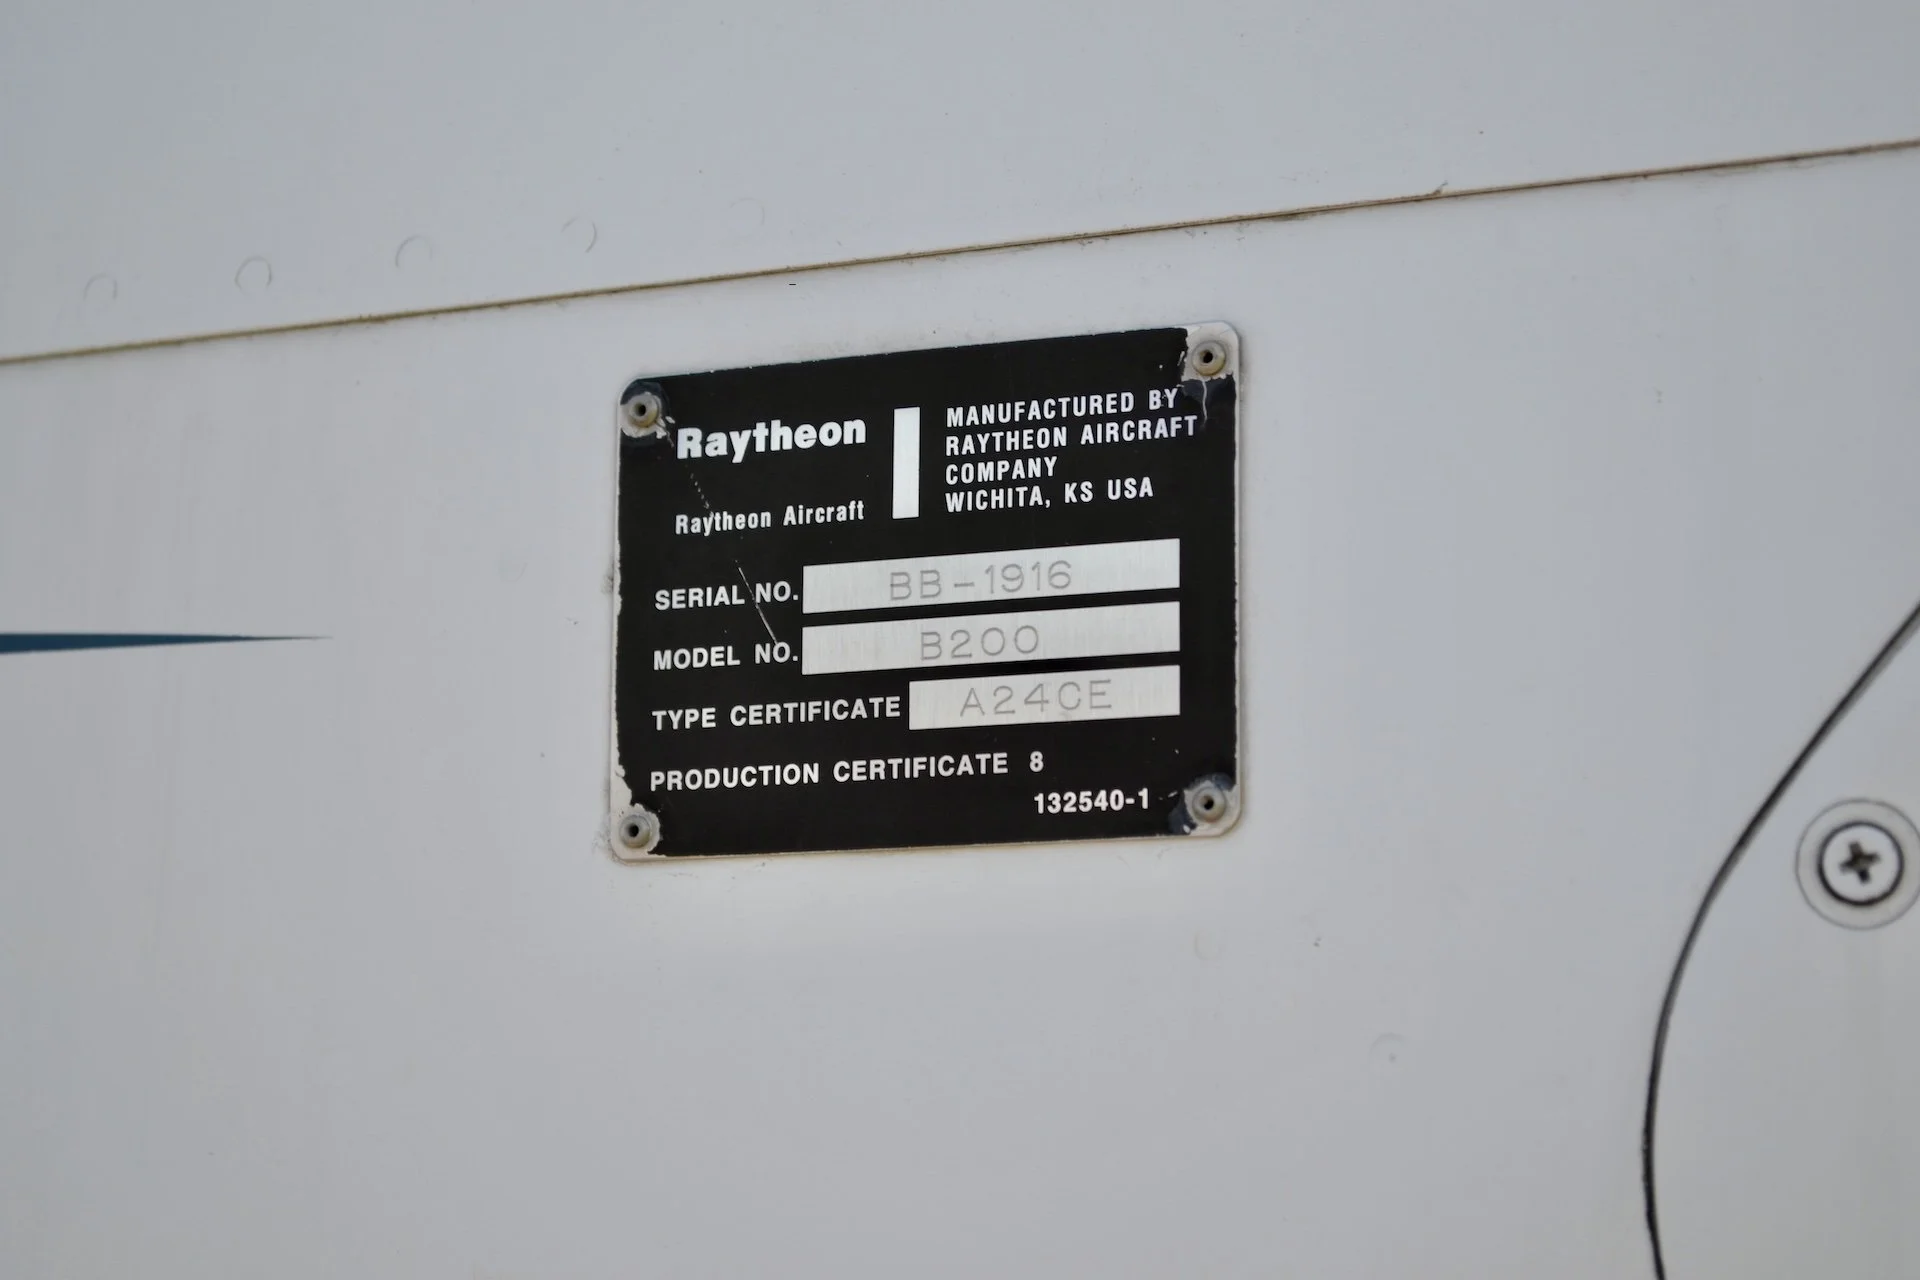 Raytheon
Raytheon Aircraft
MANUFACTURED BY
RAYTHEON AIRCRAFT
COMPANY
WICHITA, KS USA
SERIAL NO. BB-1916
MODEL NO. B200
TYPE CERTIFICATE A24CE
PRODUCTION CERTIFICATE 8
132540-1